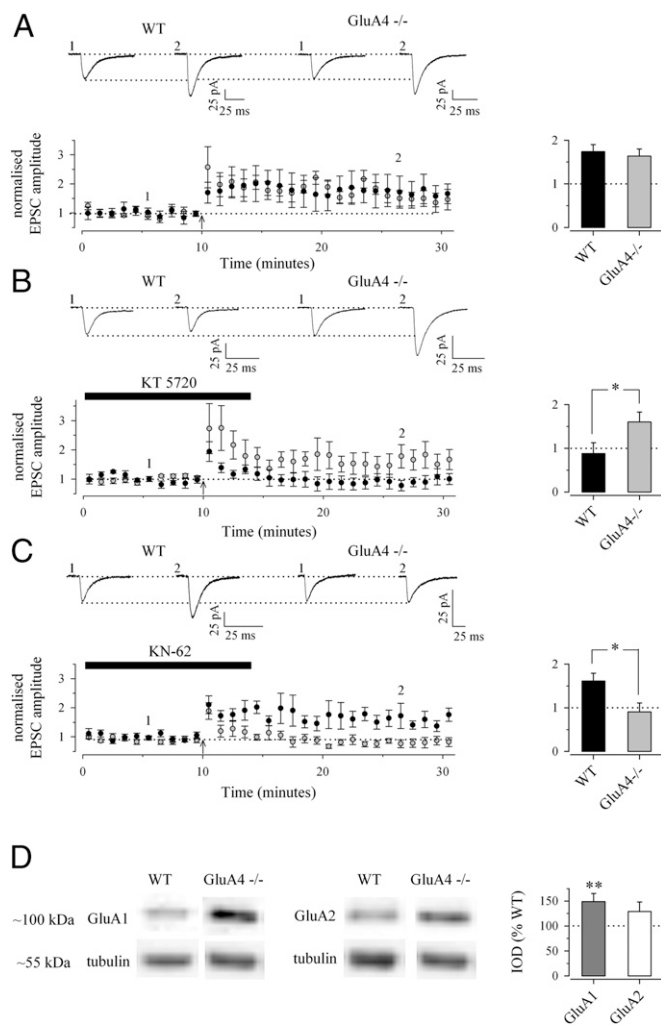 A
WT
GluA4 -/-
1
2
1
2
25 pA
25 ms
25 pA
25 ms
normalised
EPSC amplitude
3
2
1
1
2
0
10
20
30
Time (minutes)
2
1
0
WT
GluA4-/-
B
WT
GluA4 -/-
1
2
1
2
25 pA
25 ms
25 pA
25 ms
KT 5720
normalised
EPSC amplitude
3
2
1
1
2
0
10
20
30
Time (minutes)
2
1
0
*
WT
GluA4-/-
C
WT
GluA4 -/-
1
2
1
2
25 pA
25 ms
25 pA
25 ms
KN-62
normalised
EPSC amplitude
3
2
1
1
2
0
10
20
30
Time (minutes)
2
1
0
*
WT
GluA4-/-
D
WT
GluA4 -/-
WT
GluA4 -/-
~100 kDa
GluA1
GluA2
~55 kDa
tubulin
tubulin
IOD (% WT)
150
100
50
0
**
GluA1
GluA2